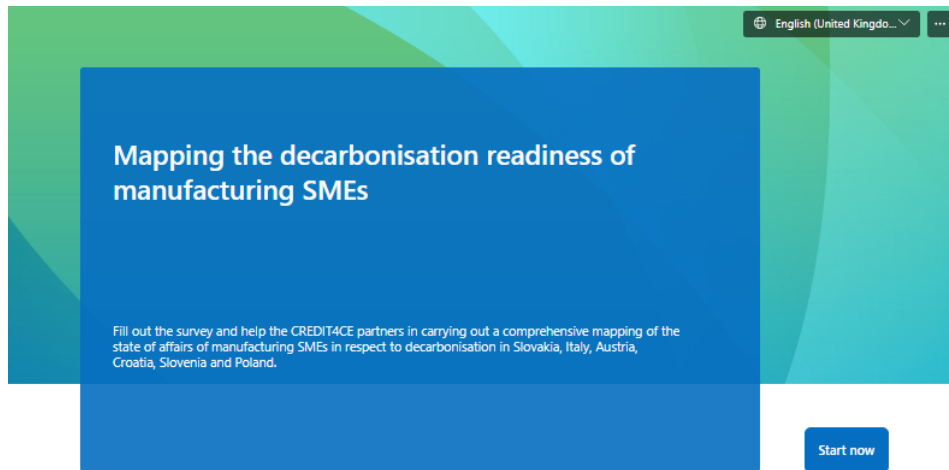 English (United Kingdo...
Mapping the decarbonisation readiness of
manufacturing SMEs
Fill out the survey and help the CREDIT4CE partners in carrying out a comprehensive mapping of the
state of affairs of manufacturing SMEs in respect to decarbonisation in Slovakia, Italy, Austria,
Croatia, Slovenia and Poland.
Start now